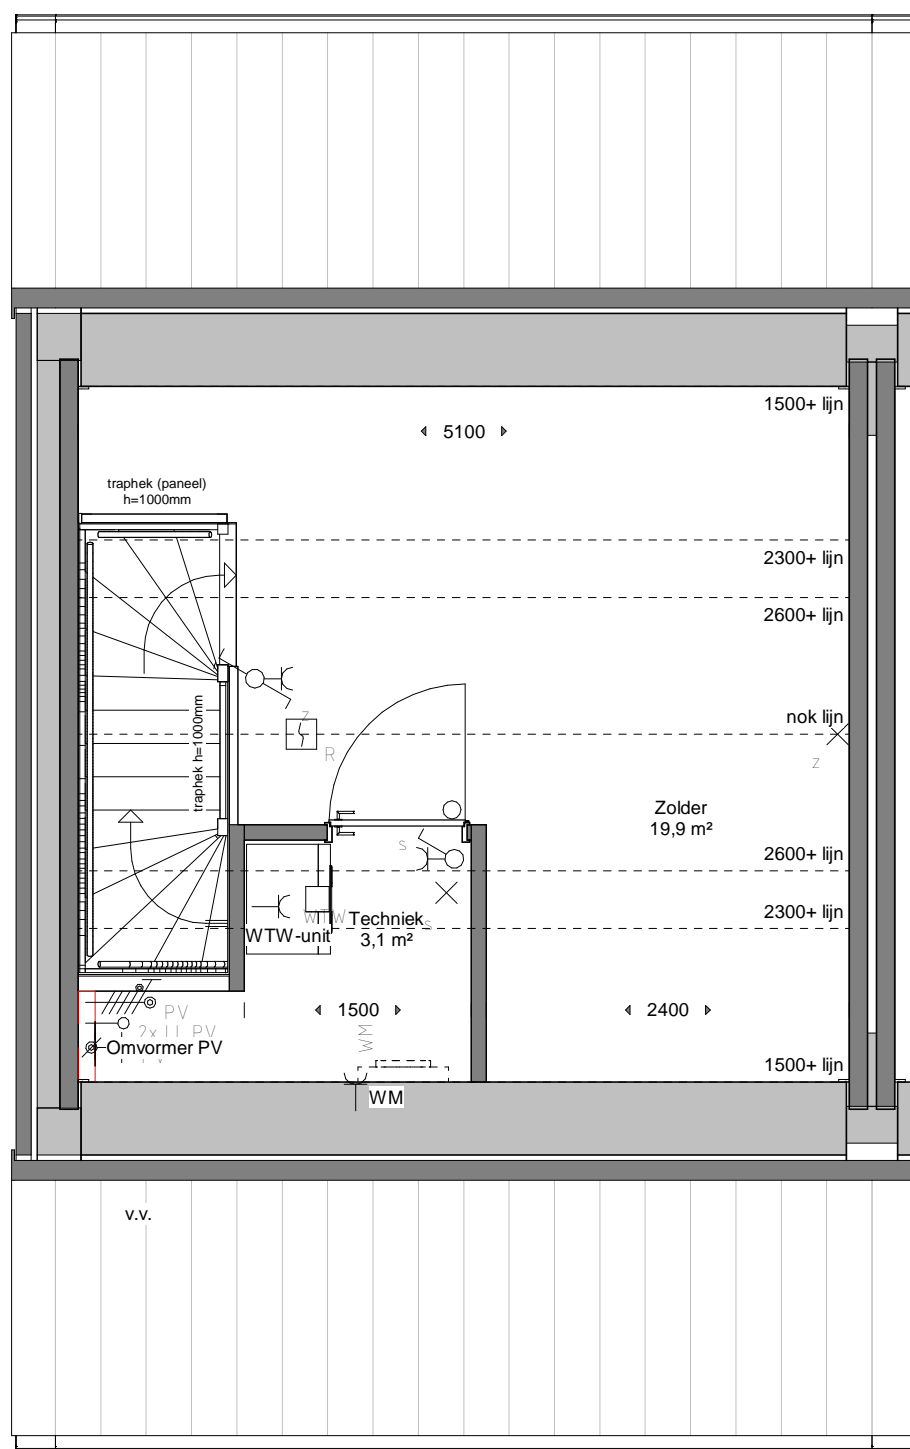 1500+ lijn
5100
traphek (paneel)
h=1000mm
2300+ lijn
2600+ lijn
z
nok lijn
R
z
traphek h=1000mm
Zolder
19,9 m²
s
2600+ lijn
WTW
Techniek
s
2300+ lijn
WTW-unit
3,1 m²
PV
1500
2400
2x LL PV
WM
Omvormer PV
1500+ lijn
WM
v.v.